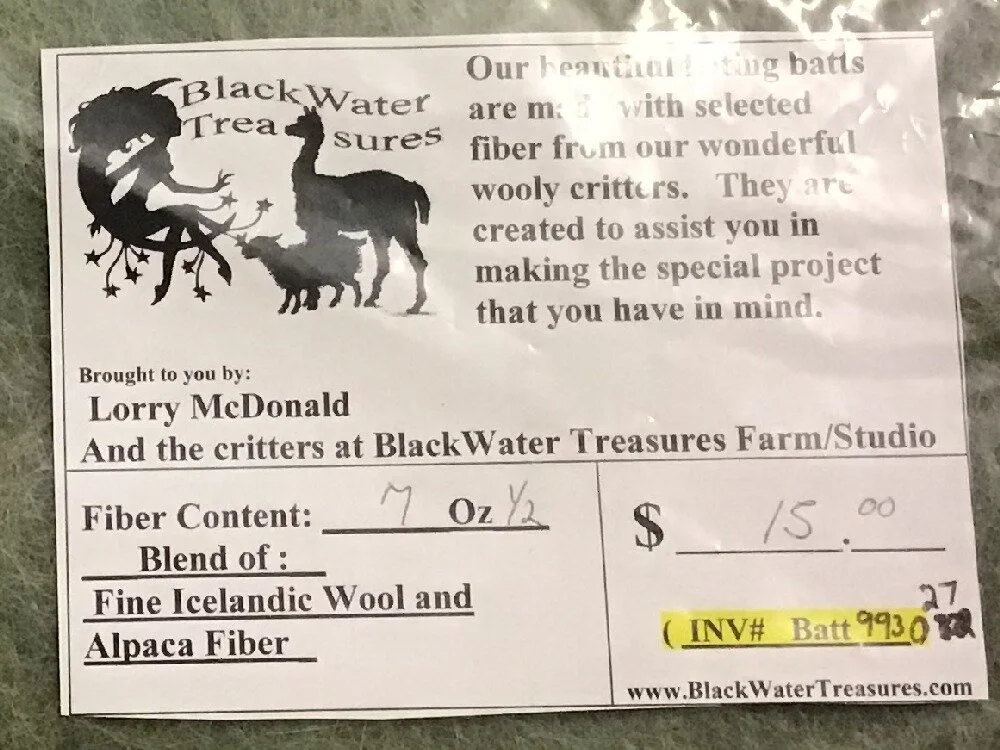 BlackWater
Treasures
Our beautiful felting batts
are made with selected
fiber from our wonderful
wooly critters. They are
created to assist you in
making the special project
that you have in mind.
Brought to you by:
Lorry McDonald
And the critters at BlackWater Treasures Farm/Studio
Fiber Content: 7 Oz 1/2
Blend of :
Fine Icelandic Wool and
Alpaca Fiber
$ 15.00
27
( INV# Batt 9930
www.BlackWaterTreasures.com